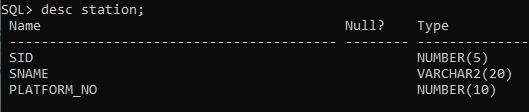 SQL> desc station;
Name Null? Type
----------------------------------------- -------- ----------------
SID NUMBER(5)
SNAME VARCHAR2(20)
PLATFORM_NO NUMBER(10)